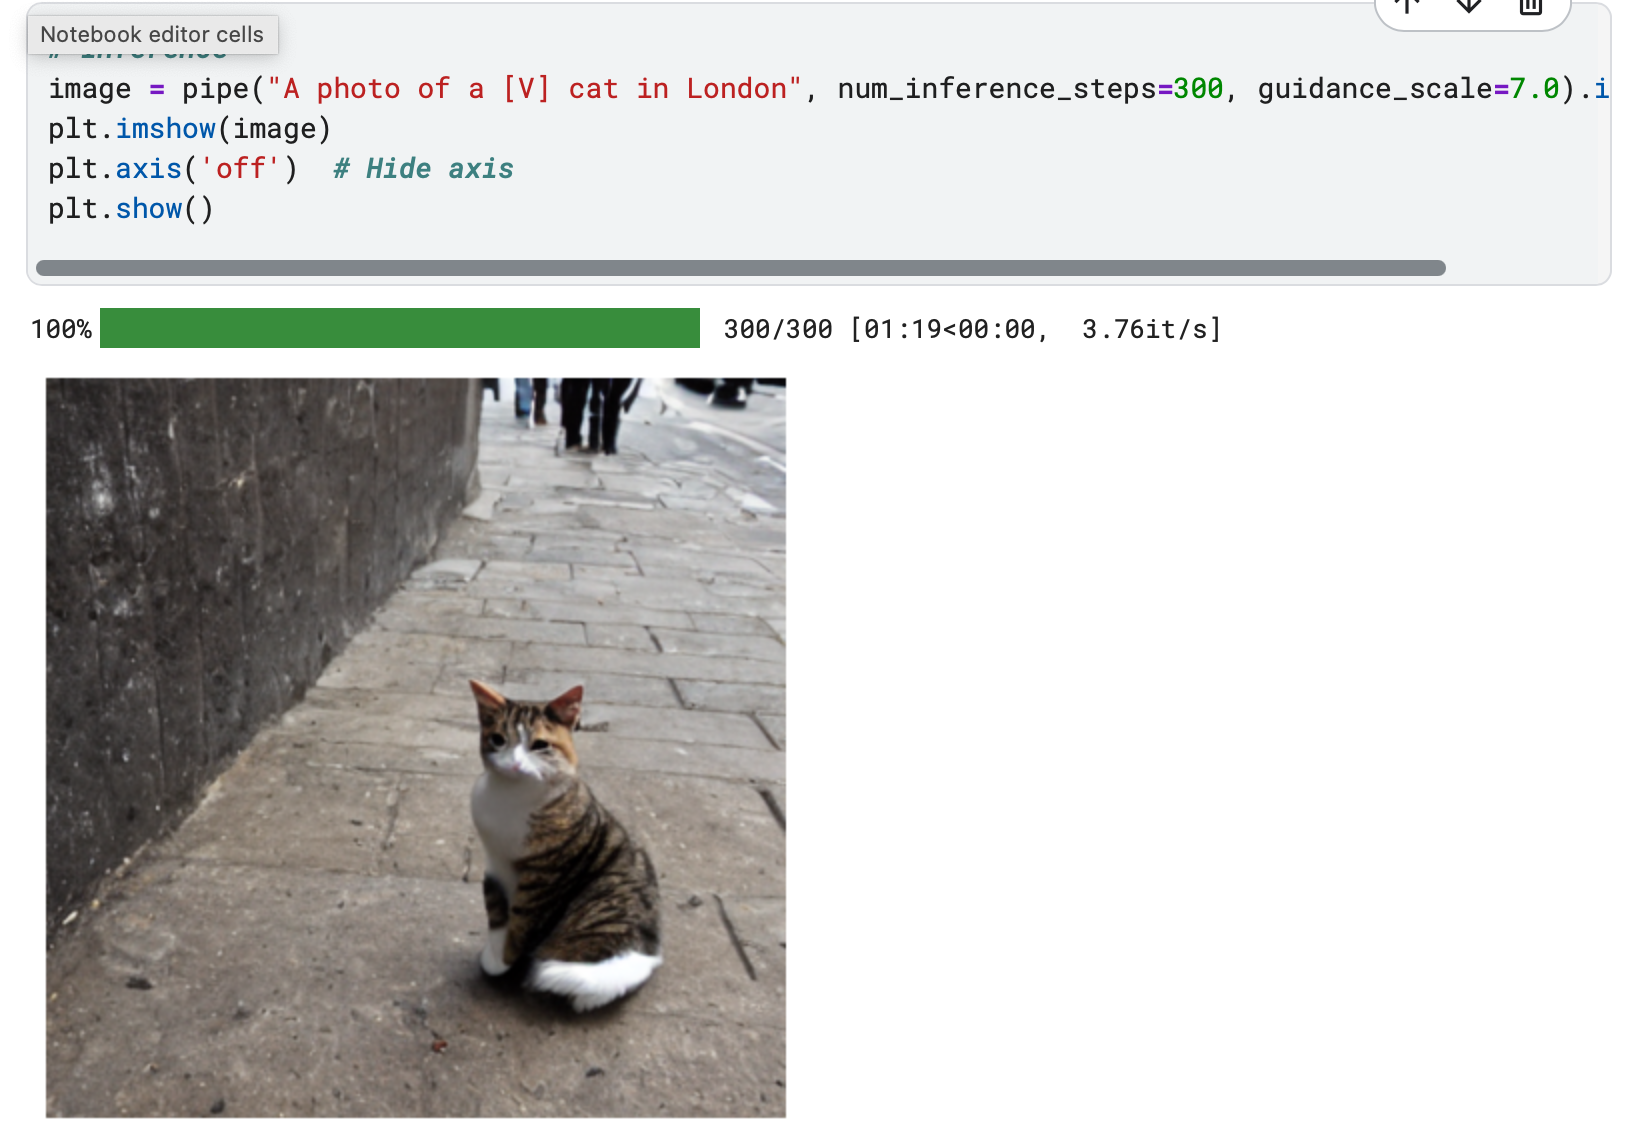 Notebook editor cells
# Inference
image = pipe("A photo of a [V] cat in London", num_inference_steps=300, guidance_scale=7.0).i
plt.imshow(image)
plt.axis('off')  # Hide axis
plt.show()
100% 300/300 [01:19<00:00,  3.76it/s]